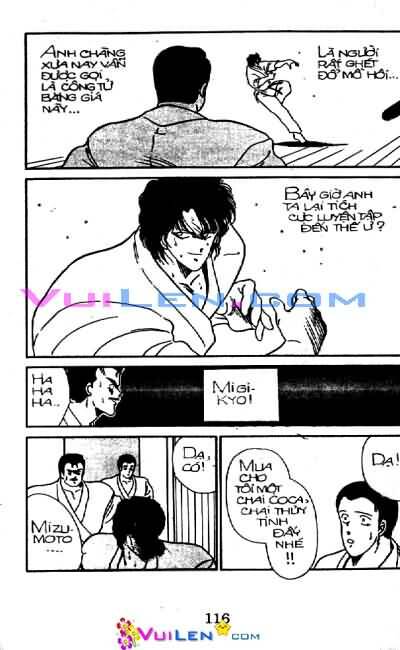 ANH CHÀNG
XƯA NAY VẪN
ĐƯỢC GỌI
LÀ CÔNG TỬ
BĂNG GIÁ
NÀY...
LÀ NGƯỜI
RẤT GHÉT
ĐỔ MỒ HÔI...
BÂY GIỜ ANH
TA LẠI TÍCH
CỰC LUYỆN TẬP
ĐẾN THẾ Ư?
VUILEN.COM
HA
HA
HA...
MIGI-
KYO!
DẠ,
CÓ!
MIZU-
MOTO
.....
DẠ!
MUA
CHO
TÔI MỘT
CHAI COCA,
CHAI THỦY
TINH
ĐẤY
NHÉ
!!
116
VUILEN
.COM